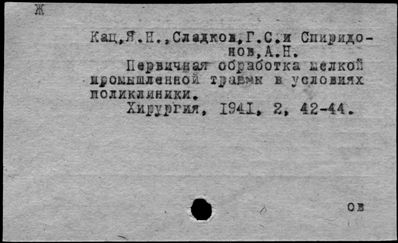 Ж
Кац,Я.Н.,Сладков,Г.С.и Спиридо-
нов,А.Н.
Первичная обработка мелкой
промышленной травмы в условиях
поликлиники.
Хирургия, 1941, 2, 42-44.
ов